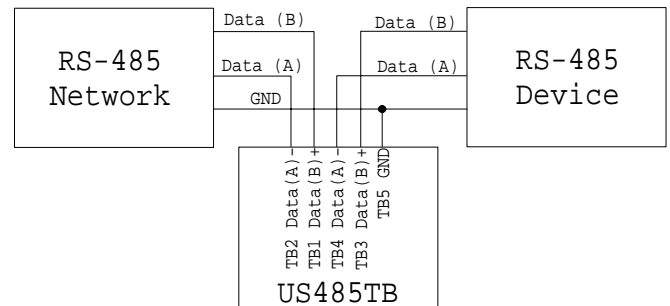 Data (B)
Data (B)
RS-485
Network
RS-485
Device
Data (A)
Data (A)
GND
TB2 Data(A)-
TB1 Data(B)+
TB4 Data(A)-
TB3 Data(B)+
TB5 GND
US485TB